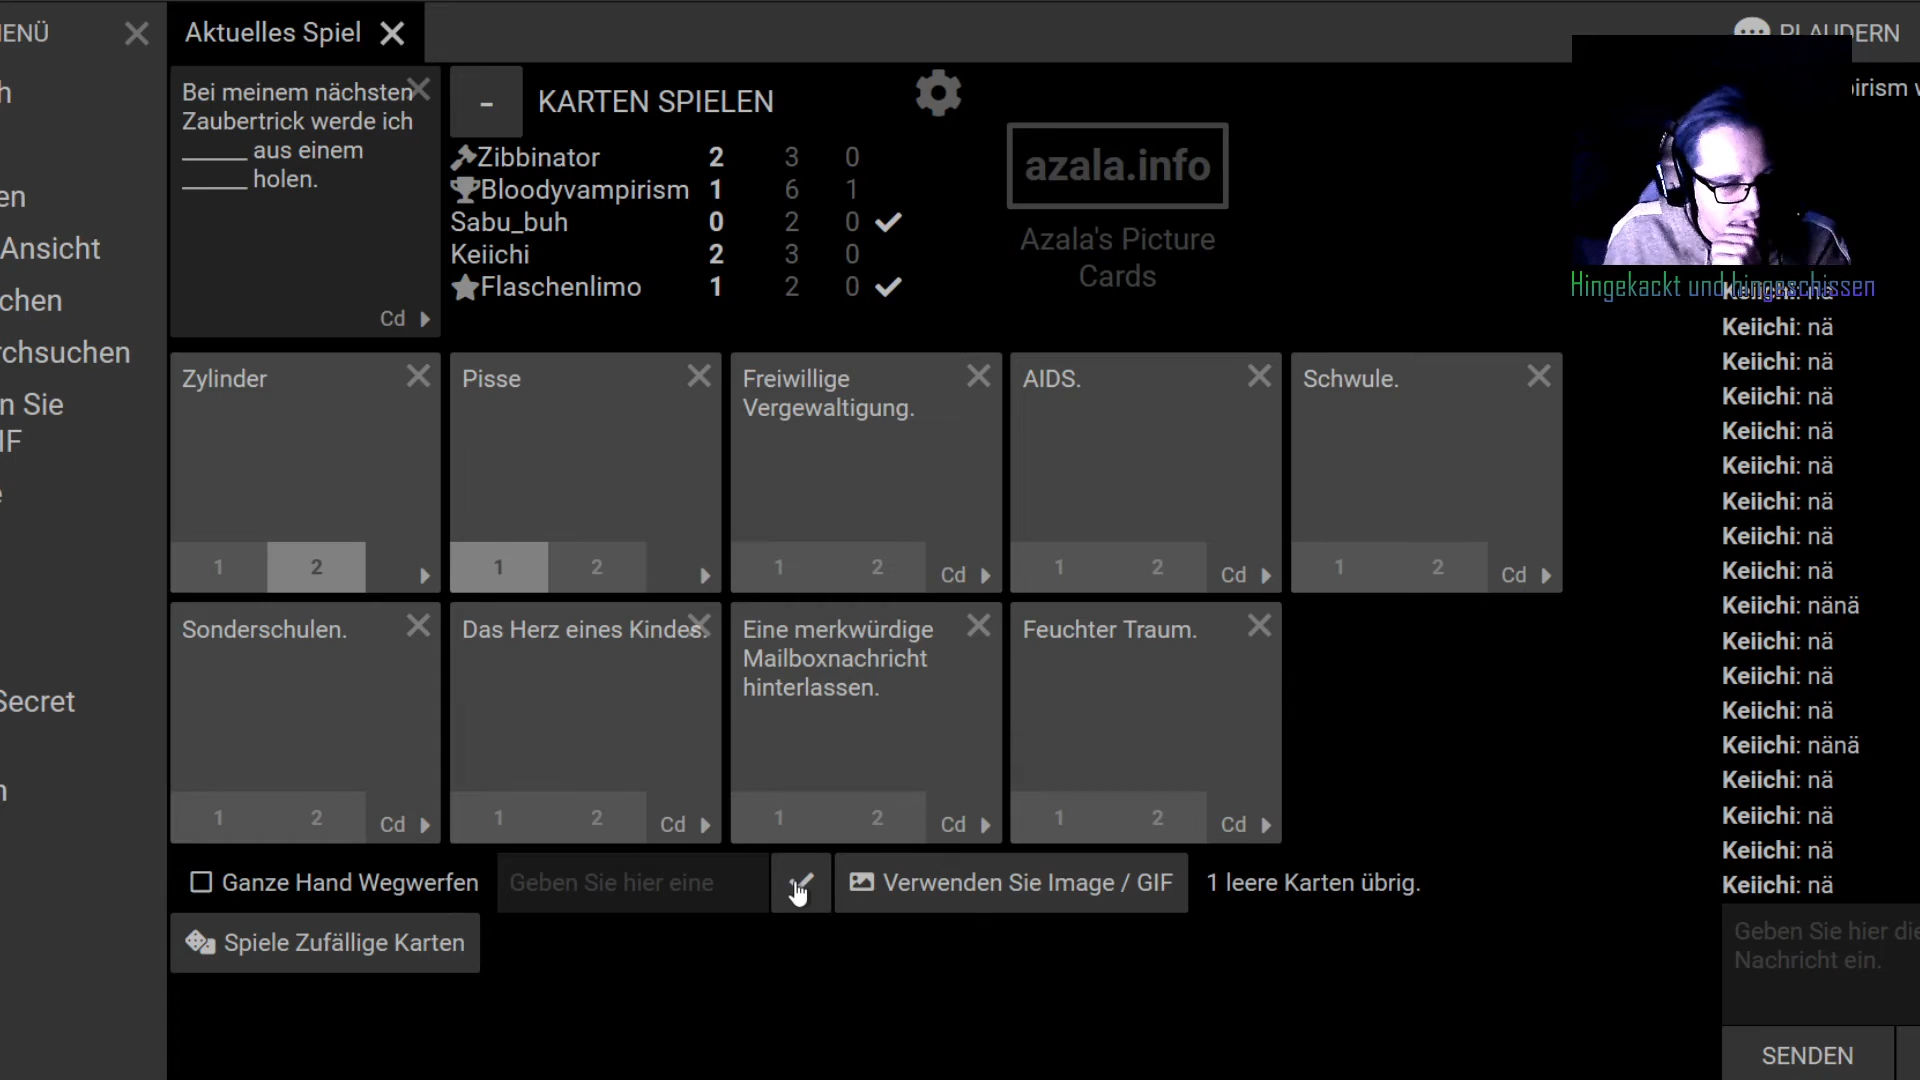 ENÜ
Aktuelles Spiel
PLAUDERN
h
en
Ansicht
chen
rchsuchen
n Sie
IF
e
Secret
n
Bei meinem nächsten
Zaubertrick werde ich
______ aus einem
______ holen.
Cd
-
KARTEN SPIELEN
Zibbinator 2 3 0
Bloodyvampirism 1 6 1
Sabu_buh 0 2 0
Keiichi 2 3 0
Flaschenlimo 1 2 0
azala.info
Azala's Picture
Cards
Zylinder
1 2
Pisse
1 2
Freiwillige
Vergewaltigung.
1 2 Cd
AIDS.
1 2 Cd
Schwule.
1 2 Cd
Sonderschulen.
1 2 Cd
Das Herz eines Kindes.
1 2 Cd
Eine merkwürdige
Mailboxnachricht
hinterlassen.
1 2 Cd
Feuchter Traum.
1 2 Cd
Ganze Hand Wegwerfen
Geben Sie hier eine
Verwenden Sie Image / GIF
1 leere Karten übrig.
Spiele Zufällige Karten
irism
Hingekackt und hingeschissen
Keiichi: nä
Keiichi: nä
Keiichi: nä
Keiichi: nä
Keiichi: nä
Keiichi: nä
Keiichi: nä
Keiichi: nä
Keiichi: nä
Keiichi: nänä
Keiichi: nä
Keiichi: nä
Keiichi: nä
Keiichi: nänä
Keiichi: nä
Keiichi: nä
Keiichi: nä
Keiichi: nä
Geben Sie hier die
Nachricht ein.
SENDEN